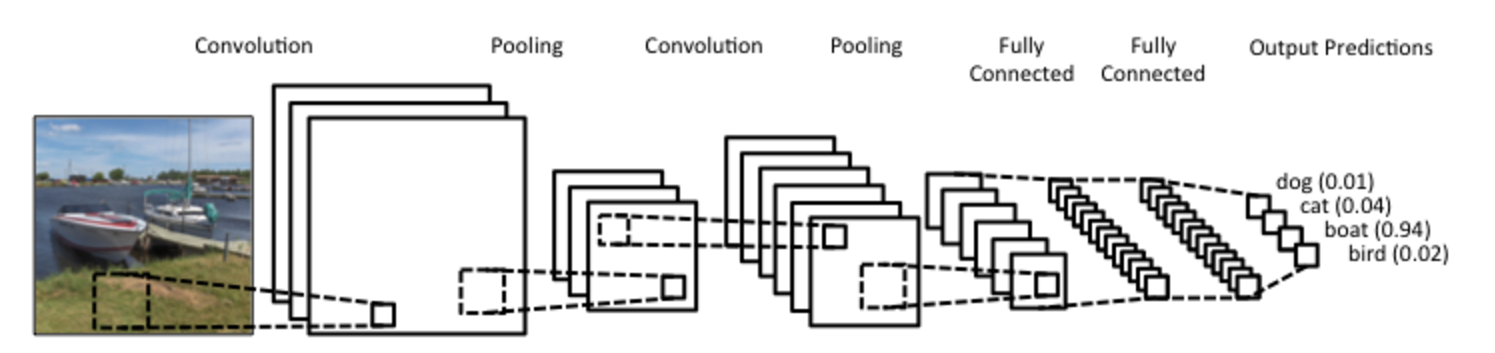 Convolution
Pooling
Convolution
Pooling
Fully
Connected
Fully
Connected
Output Predictions
dog (0.01)
cat (0.04)
boat (0.94)
bird (0.02)